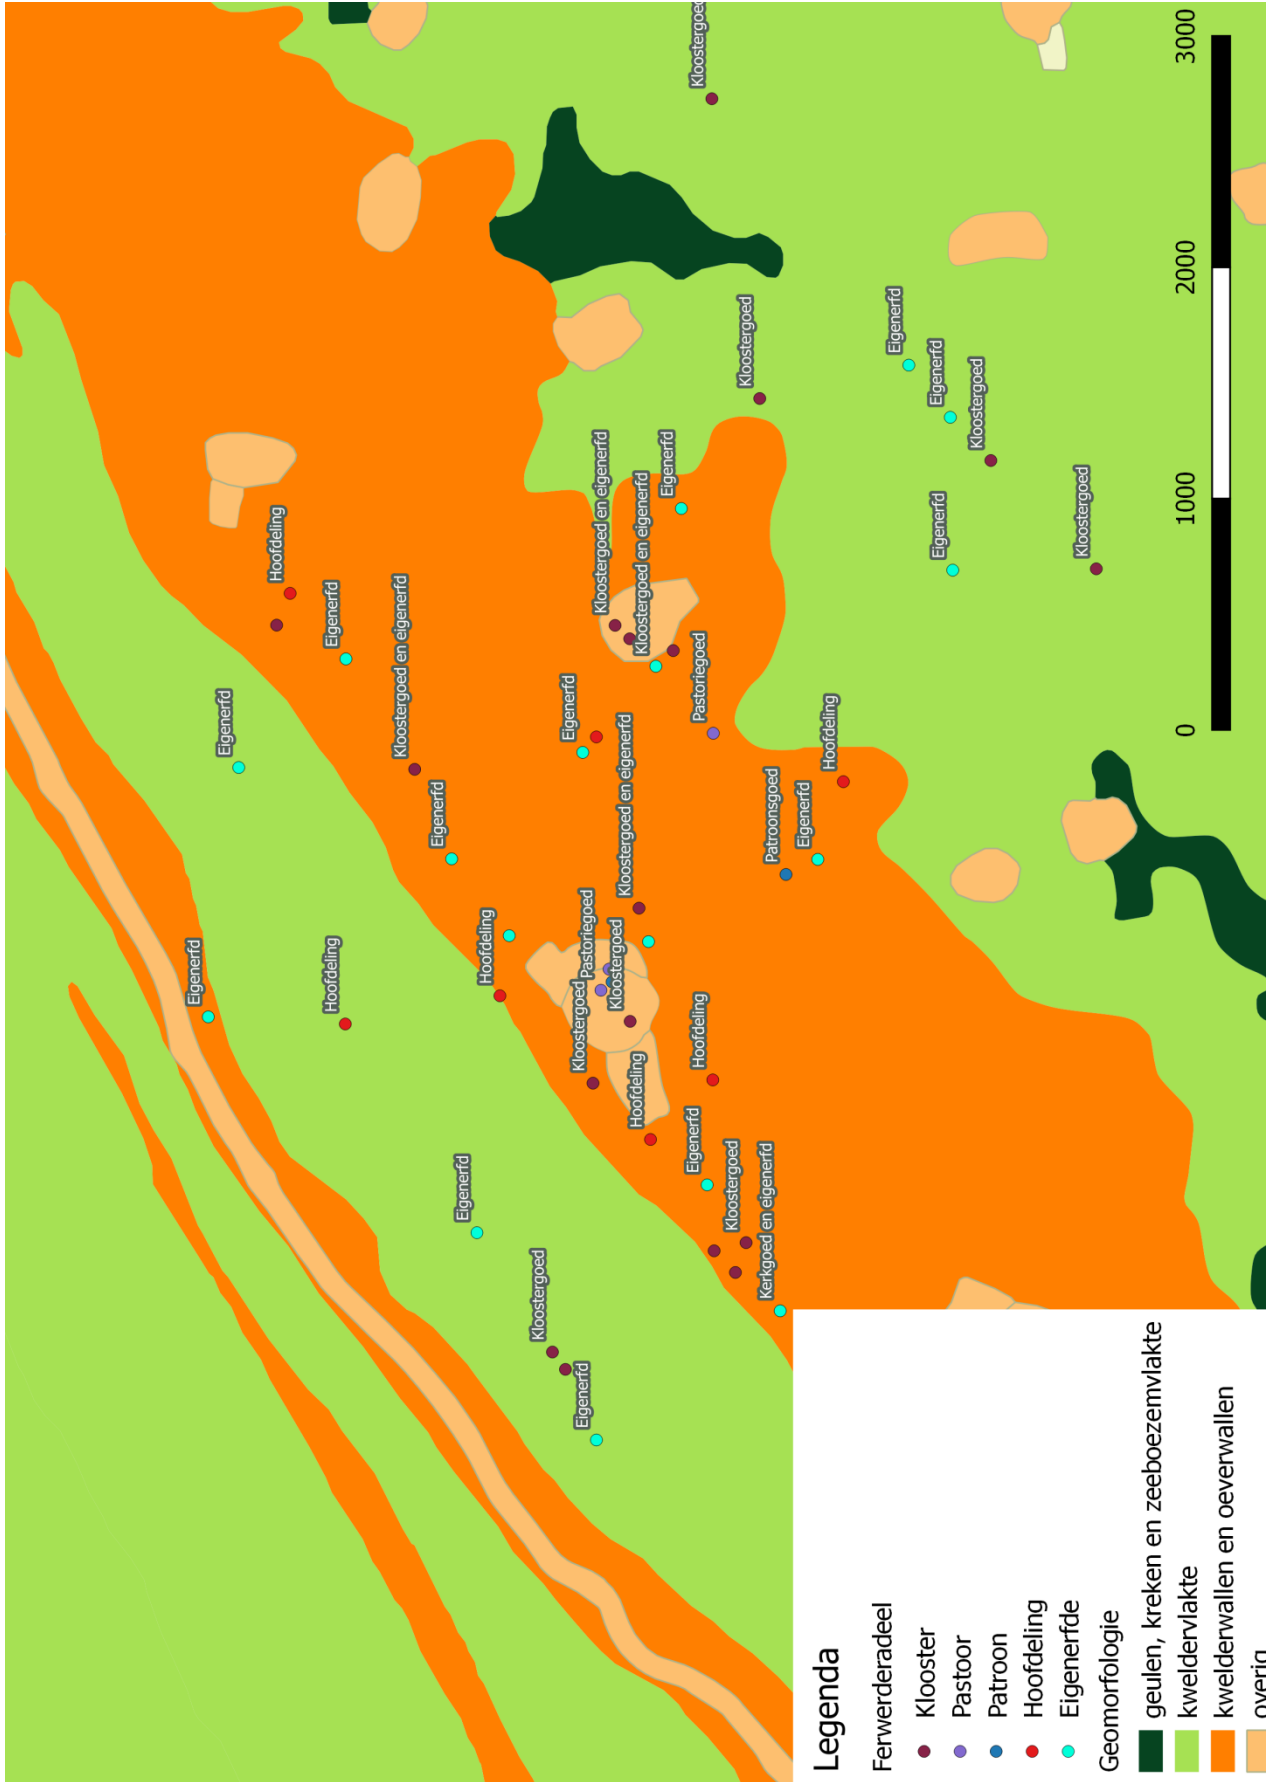 Eigenerfd
Eigenerfd
Hoofdeling
Hoofdeling
Eigenerfd
Kloostergoed en eigenerfd
Eigenerfd
Eigenerfd
Hoofdeling
Kloostergoed
Eigenerfd
Kloostergoed
Eigenerfd
Pastoriegoed
Kloostergoed en eigenerfd
Kloostergoed
Kloostergoed en eigenerfd
Hoofdeling
Kloostergoed en eigenerfd
Eigenerfd
Eigenerfd
Hoofdeling
Pastoriegoed
Kloostergoed
Kloostergoed
Kloostergoed
Kerkgoed en eigenerfd
Patroonsgoed
Eigenerfd
Hoofdeling
Eigenerfd
Eigenerfd
Eigenerfd
Kloostergoed
Kloostergoed
Legenda
Ferwerderadeel
Klooster
Pastoor
Patroon
Hoofdeling
Eigenerfde
Geomorfologie
geulen, kreken en zeeboezemvlakte
kweldervlakte
kwelderwallen en oeverwallen
overig
0 1000 2000 3000